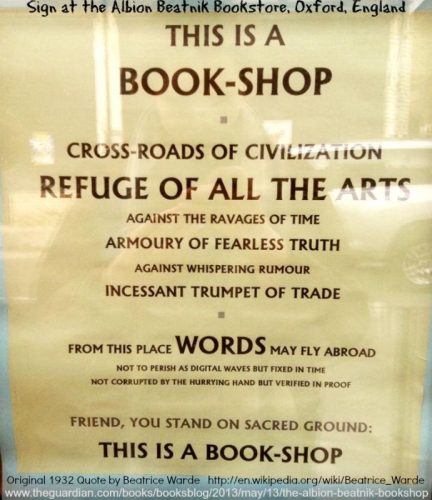 Sign at the Albion Beatnik Bookstore, Oxford, England
THIS IS A
BOOK-SHOP
CROSS-ROADS OF CIVILIZATION
REFUGE OF ALL THE ARTS
AGAINST THE RAVAGES OF TIME
ARMOURY OF FEARLESS TRUTH
AGAINST WHISPERING RUMOUR
INCESSANT TRUMPET OF TRADE
FROM THIS PLACE WORDS MAY FLY ABROAD
NOT TO PERISH AS DIGITAL WAVES BUT FIXED IN TIME
NOT CORRUPTED BY THE HURRYING HAND BUT VERIFIED IN PROOF
FRIEND, YOU STAND ON SACRED GROUND:
THIS IS A BOOK-SHOP
Original 1932 Quote by Beatrice Warde http://en.wikipedia.org/wiki/Beatrice_Warde
www.theguardian.com/books/booksblog/2013/may/13/the-albion-beatnik-bookshop